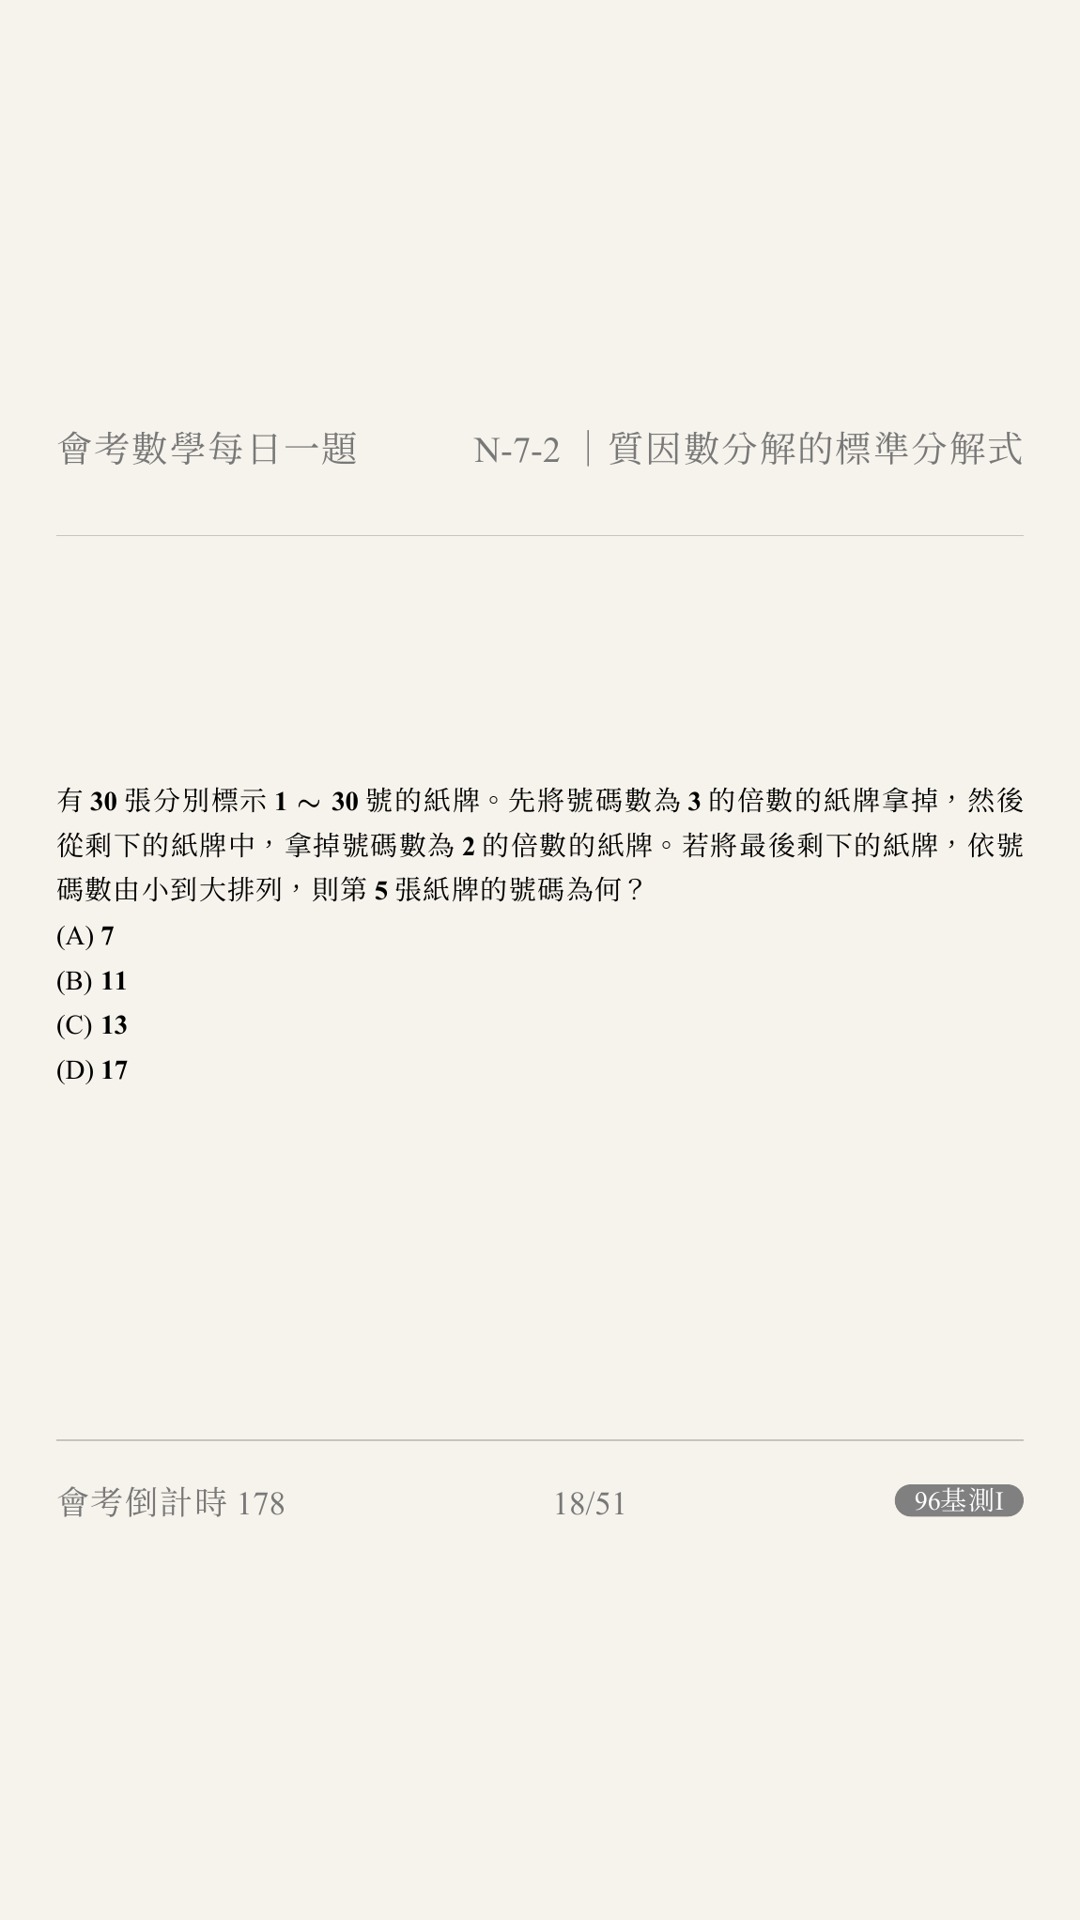 會考數學每日一題
N-7-2｜質因數分解的標準分解式
有 30 張分別標示 1 ～ 30 號的紙牌。先將號碼數為 3 的倍數的紙牌拿掉，然後
從剩下的紙牌中，拿掉號碼數為 2 的倍數的紙牌。若將最後剩下的紙牌，依號
碼數由小到大排列，則第 5 張紙牌的號碼為何？
(A) 7
(B) 11
(C) 13
(D) 17
會考倒計時 178
18/51
96基測I